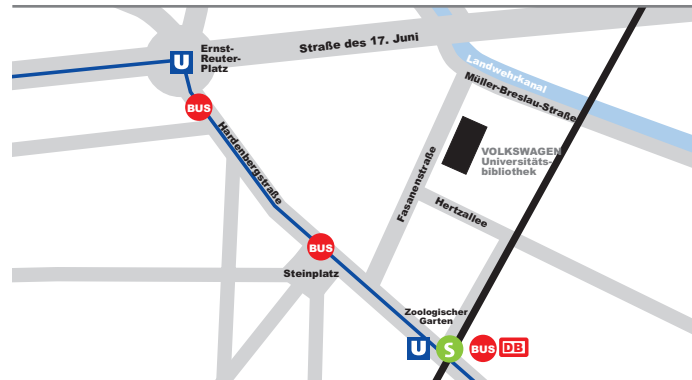 Ernst-
Reuter-
Platz
U
Straße des 17. Juni
Landwehrkanal
Müller-Breslau-Straße
BUS
Hardenbergstraße
VOLKSWAGEN
Universitäts-
bibliothek
Fasanenstraße
Hertzallee
BUS
Steinplatz
Zoologischer
Garten
U
S
BUS
DB